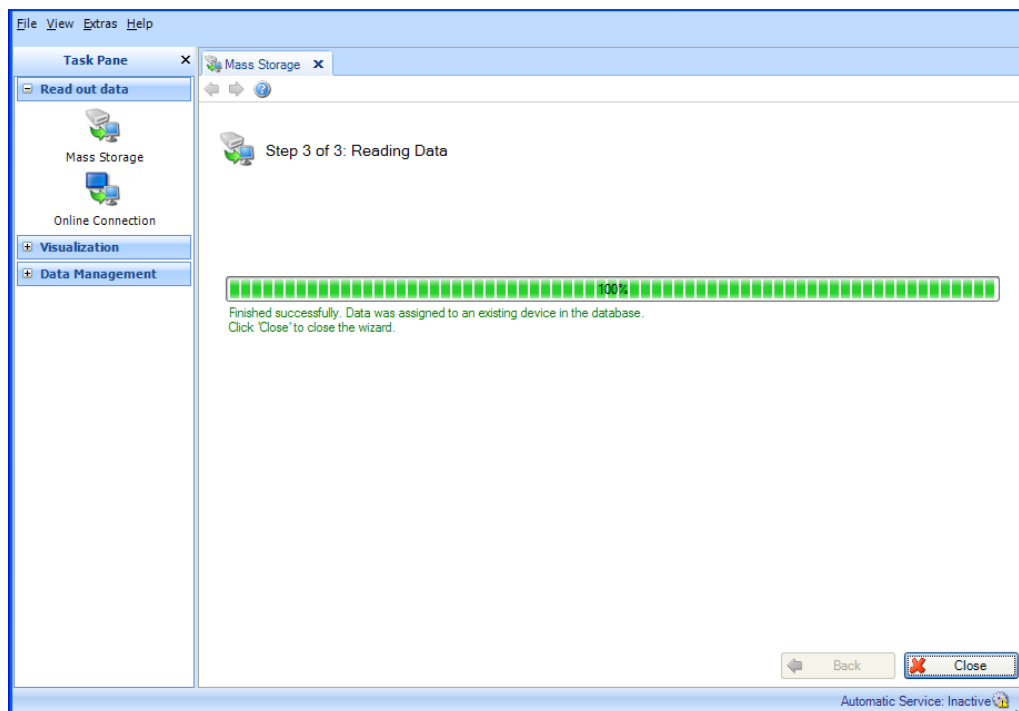 File View Extras Help
Task Pane
Mass Storage
Read out data
Mass Storage
Online Connection
Visualization
Data Management
Step 3 of 3: Reading Data
100%
Finished successfully. Data was assigned to an existing device in the database.
Click 'Close' to close the wizard.
Back
Close
Automatic Service: Inactive